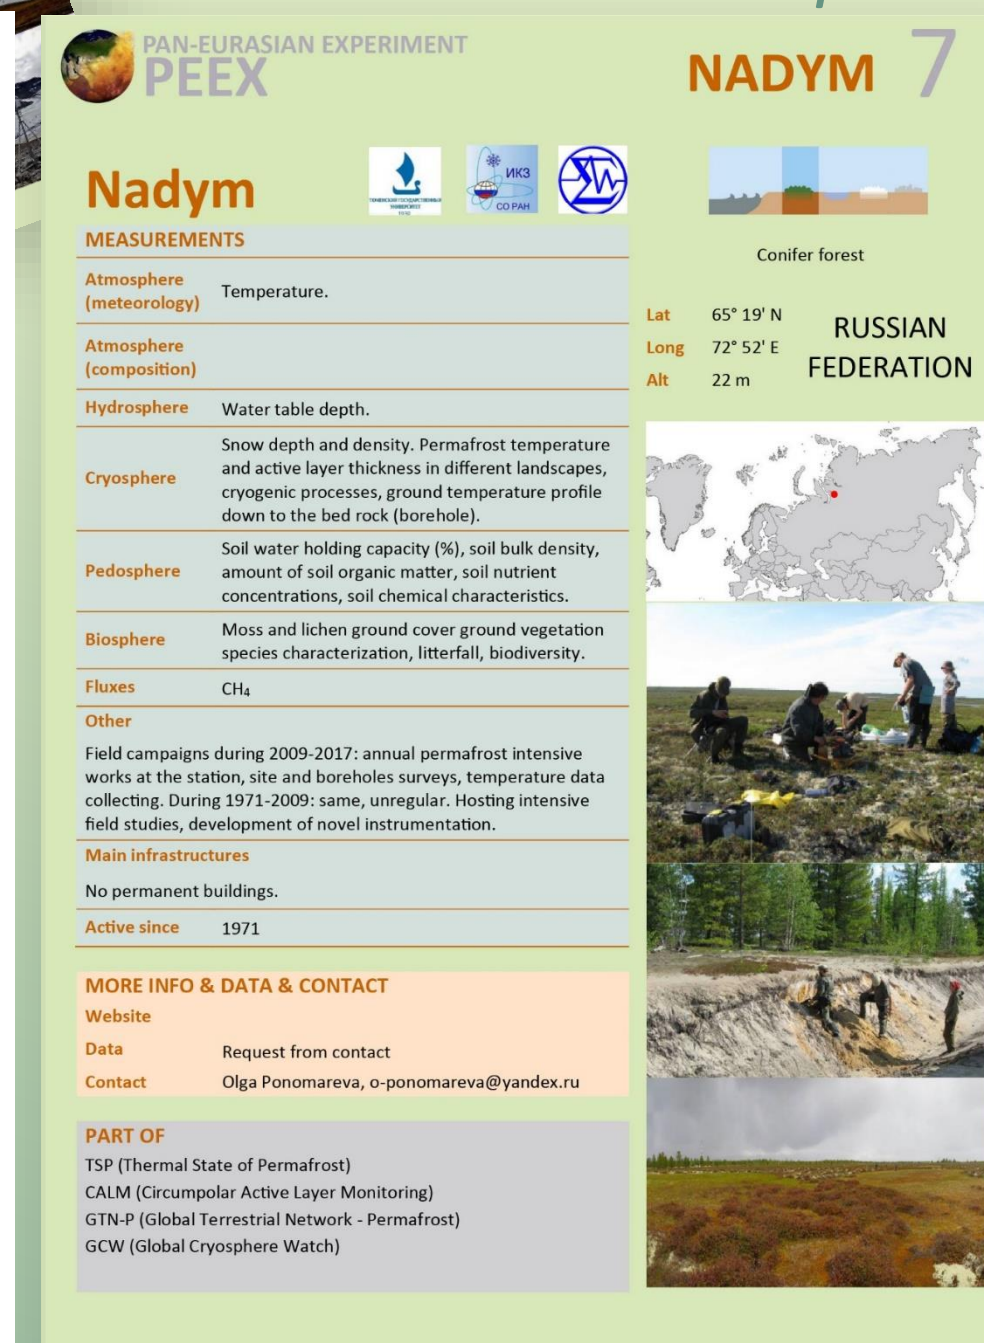 PAN-EURASIAN EXPERIMENT
PEEX
NADYM 7
Nadym
ТЮМЕНСКИЙ ГОСУДАРСТВЕННЫЙ
УНИВЕРСИТЕТ
ИКЗ
СО РАН
MEASUREMENTS
Atmosphere
(meteorology)
Temperature.
Atmosphere
(composition)
Hydrosphere
Water table depth.
Cryosphere
Snow depth and density. Permafrost temperature
and active layer thickness in different landscapes,
cryogenic processes, ground temperature profile
down to the bed rock (borehole).
Pedosphere
Soil water holding capacity (%), soil bulk density,
amount of soil organic matter, soil nutrient
concentrations, soil chemical characteristics.
Biosphere
Moss and lichen ground cover ground vegetation
species characterization, litterfall, biodiversity.
Fluxes
CH₄
Other
Field campaigns during 2009-2017: annual permafrost intensive
works at the station, site and boreholes surveys, temperature data
collecting. During 1971-2009: same, unregular. Hosting intensive
field studies, development of novel instrumentation.
Main infrastructures
No permanent buildings.
Active since
1971
MORE INFO & DATA & CONTACT
Website
Data
Request from contact
Contact
Olga Ponomareva, o-ponomareva@yandex.ru
PART OF
TSP (Thermal State of Permafrost)
CALM (Circumpolar Active Layer Monitoring)
GTN-P (Global Terrestrial Network - Permafrost)
GCW (Global Cryosphere Watch)
Conifer forest
Lat 65° 19' N
Long 72° 52' E
Alt 22 m
RUSSIAN
FEDERATION